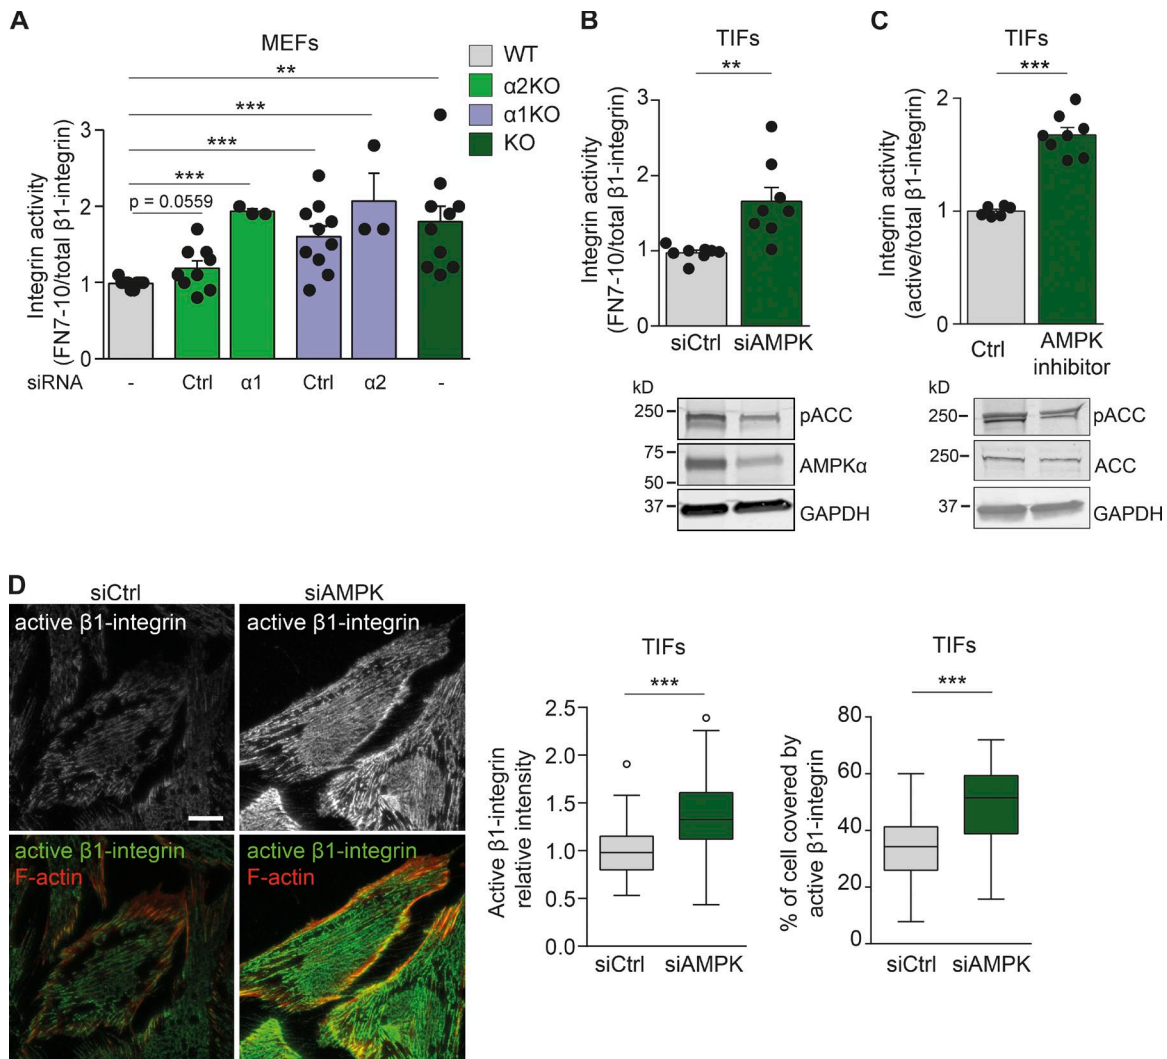 A
MEFs
WT
α2KO
α1KO
KO
**
***
***
***
p = 0.0559
Integrin activity
(FN7-10/total β1-integrin)
3
2
1
0
siRNA
-
Ctrl
α1
Ctrl
α2
-
B
TIFs
**
Integrin activity
(FN7-10/total β1-integrin)
3
2
1
0
siCtrl
siAMPK
kD
250
pACC
75
50
AMPKα
37
GAPDH
C
TIFs
***
Integrin activity
(active/total β1-integrin)
2
1
0
Ctrl
AMPK
inhibitor
kD
250
pACC
250
ACC
37
GAPDH
D
siCtrl
siAMPK
active β1-integrin
active β1-integrin
active β1-integrin
F-actin
active β1-integrin
F-actin
TIFs
***
Active β1-integrin
relative intensity
2.5
2.0
1.5
1.0
0.5
0.0
siCtrl
siAMPK
TIFs
***
% of cell covered by
active β1-integrin
80
60
40
20
0
siCtrl
siAMPK